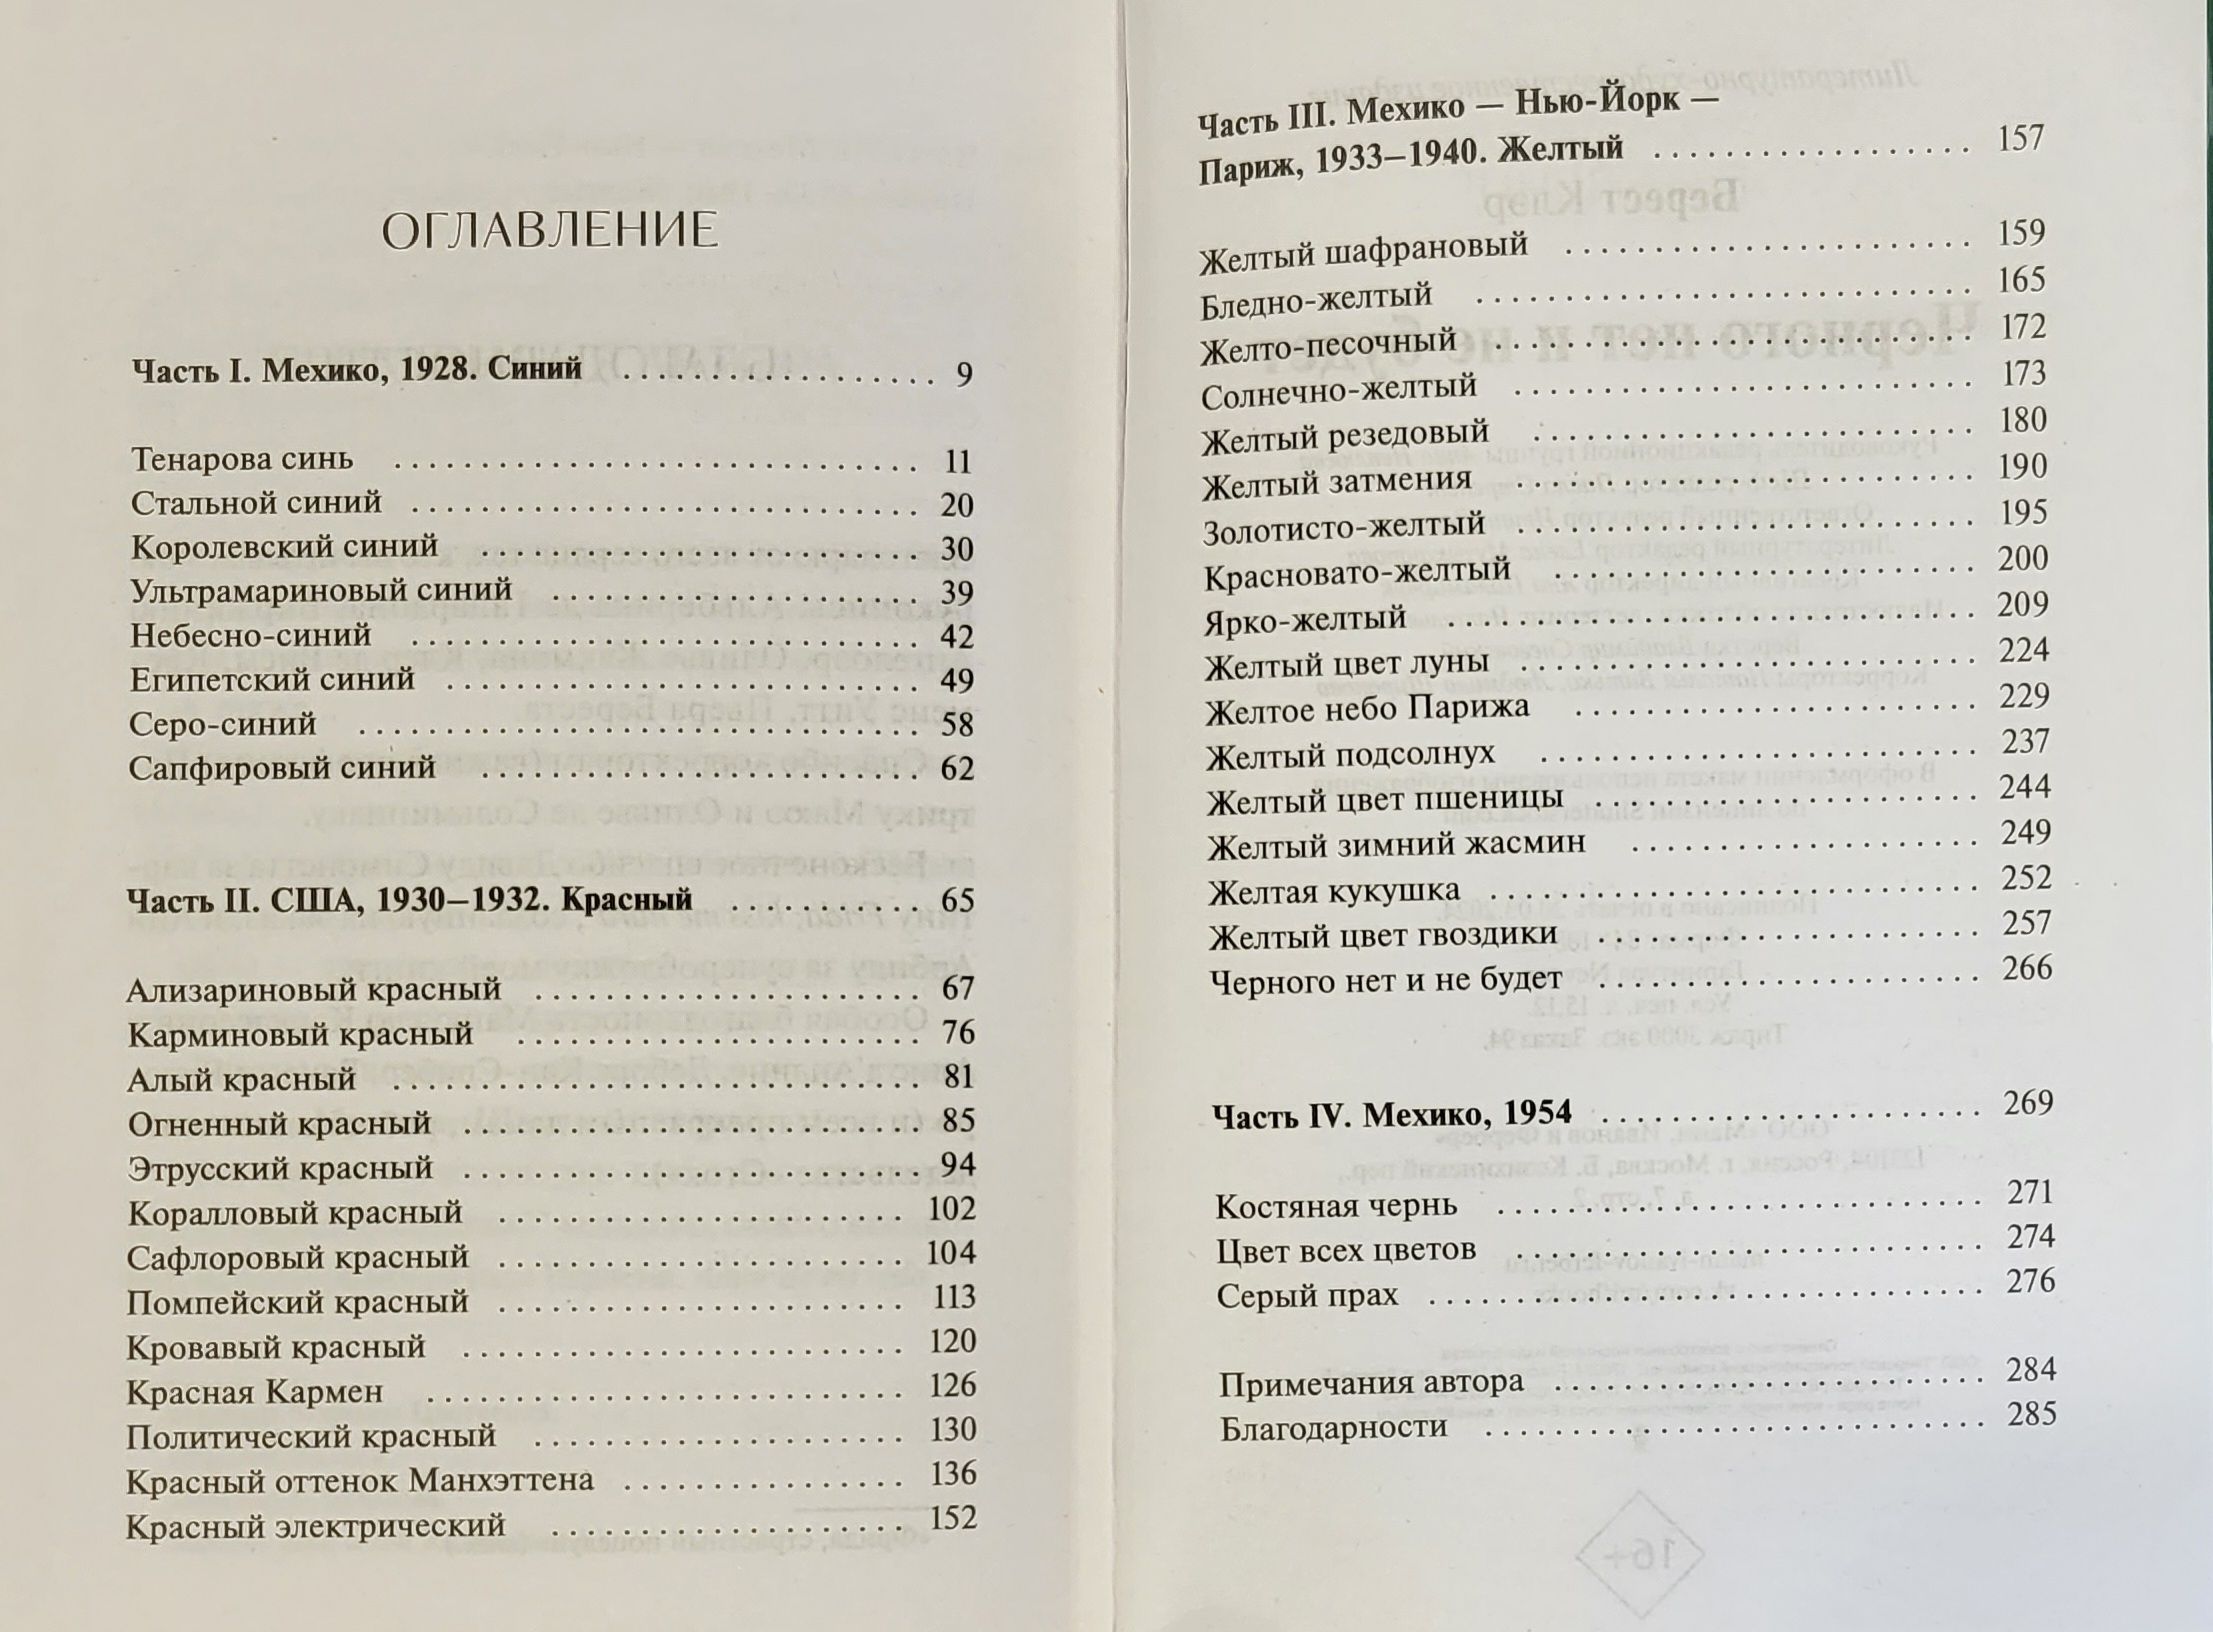 ОГЛАВЛЕНИЕ
Часть I. Мехико, 1928. Синий . . . . . . . . . . . . . . . . . . 9
Тенарова синь . . . . . . . . . . . . . . . . . . . . . . . . . . . . . 11
Стальной синий . . . . . . . . . . . . . . . . . . . . . . . . . . . . 20
Королевский синий . . . . . . . . . . . . . . . . . . . . . . . . 30
Ультрамариновый синий . . . . . . . . . . . . . . . . . . . . 39
Небесно-синий . . . . . . . . . . . . . . . . . . . . . . . . . . . . 42
Египетский синий . . . . . . . . . . . . . . . . . . . . . . . . . . 49
Серо-синий . . . . . . . . . . . . . . . . . . . . . . . . . . . . . . . 58
Сапфировый синий . . . . . . . . . . . . . . . . . . . . . . . . 62
Часть II. США, 1930–1932. Красный . . . . . . . . . . . 65
Ализариновый красный . . . . . . . . . . . . . . . . . . . . . 67
Карминовый красный . . . . . . . . . . . . . . . . . . . . . . 76
Алый красный . . . . . . . . . . . . . . . . . . . . . . . . . . . . . 81
Огненный красный . . . . . . . . . . . . . . . . . . . . . . . . . 85
Этрусский красный . . . . . . . . . . . . . . . . . . . . . . . . . 94
Коралловый красный . . . . . . . . . . . . . . . . . . . . . . . 102
Сафлоровый красный . . . . . . . . . . . . . . . . . . . . . . . 104
Помпейский красный . . . . . . . . . . . . . . . . . . . . . . . 113
Кровавый красный . . . . . . . . . . . . . . . . . . . . . . . . . 120
Красная Кармен . . . . . . . . . . . . . . . . . . . . . . . . . . . 126
Политический красный . . . . . . . . . . . . . . . . . . . . . 130
Красный оттенок Манхэттена . . . . . . . . . . . . . . . . 136
Красный электрический . . . . . . . . . . . . . . . . . . . . 152
Часть III. Мехико — Нью-Йорк —
Париж, 1933–1940. Желтый . . . . . . . . . . . . . . . . . . 157
Желтый шафрановый . . . . . . . . . . . . . . . . . . . . . . . 159
Бледно-желтый . . . . . . . . . . . . . . . . . . . . . . . . . . . . 165
Желто-песочный . . . . . . . . . . . . . . . . . . . . . . . . . . . 172
Солнечно-желтый . . . . . . . . . . . . . . . . . . . . . . . . . . 173
Желтый резедовый . . . . . . . . . . . . . . . . . . . . . . . . . 180
Желтый затмения . . . . . . . . . . . . . . . . . . . . . . . . . . 190
Золотисто-желтый . . . . . . . . . . . . . . . . . . . . . . . . . . 195
Красновато-желтый . . . . . . . . . . . . . . . . . . . . . . . . 200
Ярко-желтый . . . . . . . . . . . . . . . . . . . . . . . . . . . . . . 209
Желтый цвет луны . . . . . . . . . . . . . . . . . . . . . . . . . . 224
Желтое небо Парижа . . . . . . . . . . . . . . . . . . . . . . . 229
Желтый подсолнух . . . . . . . . . . . . . . . . . . . . . . . . . 237
Желтый цвет пшеницы . . . . . . . . . . . . . . . . . . . . . . 244
Желтый зимний жасмин . . . . . . . . . . . . . . . . . . . . 249
Желтая кукушка . . . . . . . . . . . . . . . . . . . . . . . . . . . . 252
Желтый цвет гвоздики . . . . . . . . . . . . . . . . . . . . . . 257
Черного нет и не будет . . . . . . . . . . . . . . . . . . . . . . 266
Часть IV. Мехико, 1954 . . . . . . . . . . . . . . . . . . . . . . 269
Костяная чернь . . . . . . . . . . . . . . . . . . . . . . . . . . . . 271
Цвет всех цветов . . . . . . . . . . . . . . . . . . . . . . . . . . . 274
Серый прах . . . . . . . . . . . . . . . . . . . . . . . . . . . . . . . . 276
Примечания автора . . . . . . . . . . . . . . . . . . . . . . . . . 284
Благодарности . . . . . . . . . . . . . . . . . . . . . . . . . . . . . 285